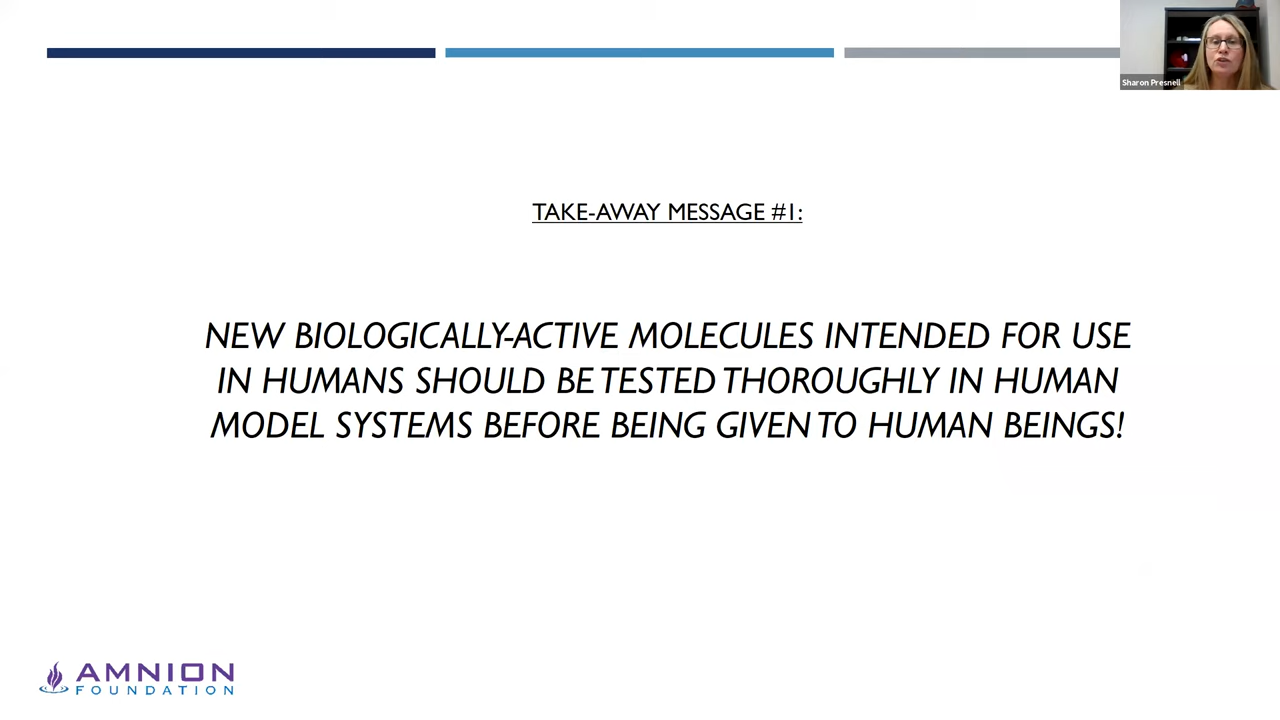 Sharon Presnell
TAKE-AWAY MESSAGE #1:
NEW BIOLOGICALLY-ACTIVE MOLECULES INTENDED FOR USE
IN HUMANS SHOULD BE TESTED THOROUGHLY IN HUMAN
MODEL SYSTEMS BEFORE BEING GIVEN TO HUMAN BEINGS!
AMNION
FOUNDATION